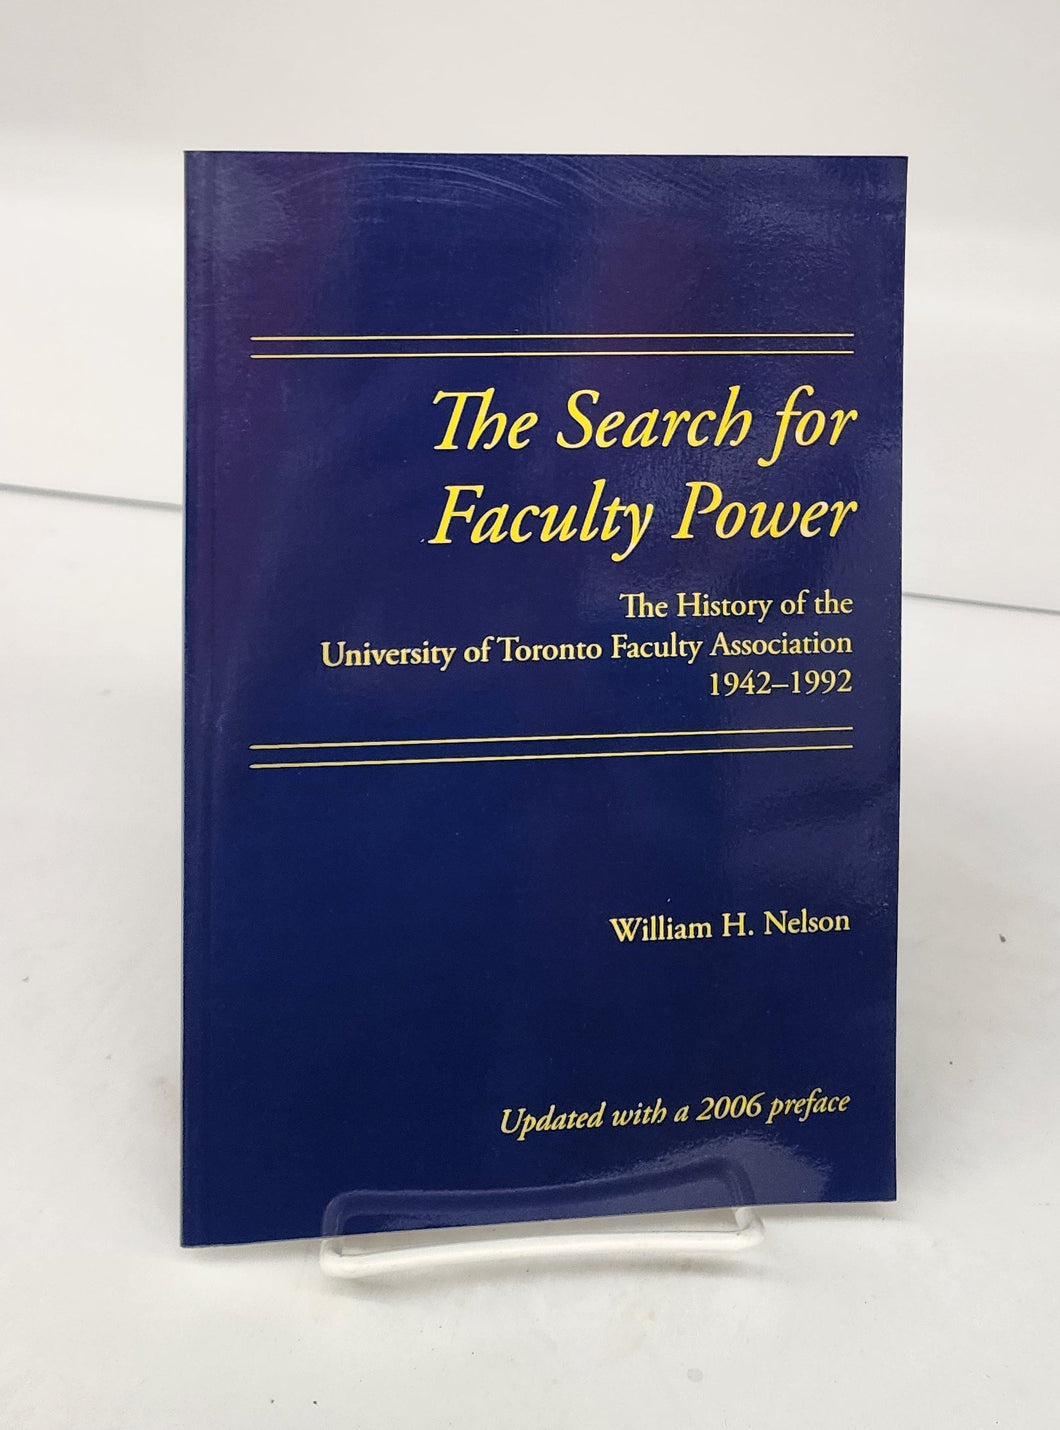 The Search for
Faculty Power
The History of the
University of Toronto Faculty Association
1942–1992
William H. Nelson
Updated with a 2006 preface